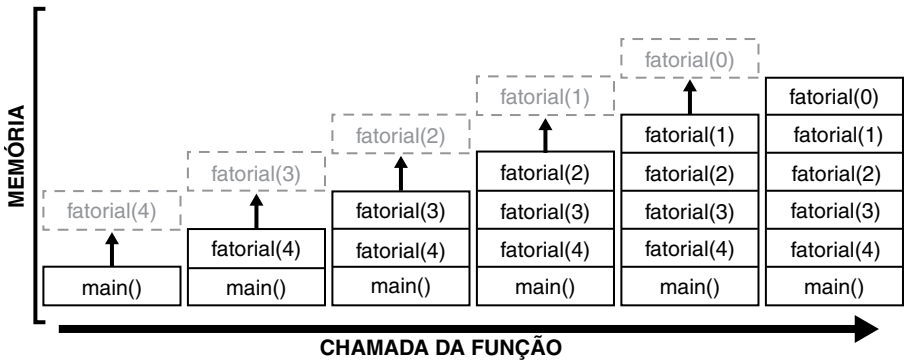 MEMÓRIA
fatorial(4)
main()
fatorial(3)
fatorial(4)
main()
fatorial(2)
fatorial(3)
fatorial(4)
main()
fatorial(1)
fatorial(2)
fatorial(3)
fatorial(4)
main()
fatorial(0)
fatorial(1)
fatorial(2)
fatorial(3)
fatorial(4)
main()
fatorial(0)
fatorial(1)
fatorial(2)
fatorial(3)
fatorial(4)
main()
CHAMADA DA FUNÇÃO